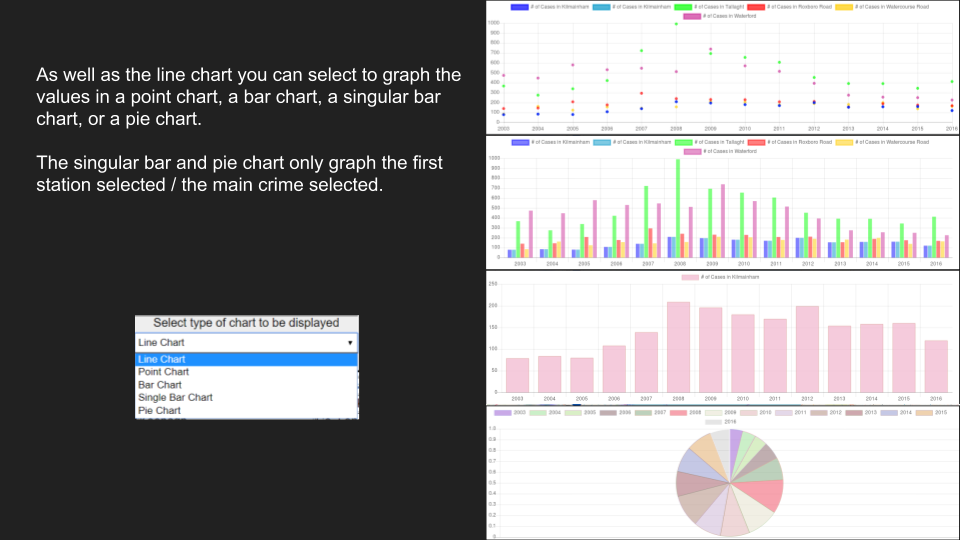 As well as the line chart you can select to graph the
values in a point chart, a bar chart, a singular bar
chart, or a pie chart.
The singular bar and pie chart only graph the first
station selected / the main crime selected.
Select type of chart to be displayed
Line Chart
Line Chart
Point Chart
Bar Chart
Single Bar Chart
Pie Chart
# of Cases in Kilmainham # of Cases in Kilmainham # of Cases in Tallaght # of Cases in Roxboro Road # of Cases in Watercourse Road
# of Cases in Waterford
1000
900
800
700
600
500
400
300
200
100
0
2003 2004 2005 2006 2007 2008 2009 2010 2011 2012 2013 2014 2015 2016
# of Cases in Kilmainham # of Cases in Kilmainham # of Cases in Tallaght # of Cases in Roxboro Road # of Cases in Watercourse Road
# of Cases in Waterford
1000
900
800
700
600
500
400
300
200
100
0
2003 2004 2005 2006 2007 2008 2009 2010 2011 2012 2013 2014 2015 2016
# of Cases in Kilmainham
250
200
150
100
50
0
2003 2004 2005 2006 2007 2008 2009 2010 2011 2012 2013 2014 2015 2016
2003 2004 2005 2006 2007 2008 2009 2010 2011 2012 2013 2014 2015
2016
1.0
0.9
0.8
0.7
0.6
0.5
0.4
0.3
0.2
0.1
0